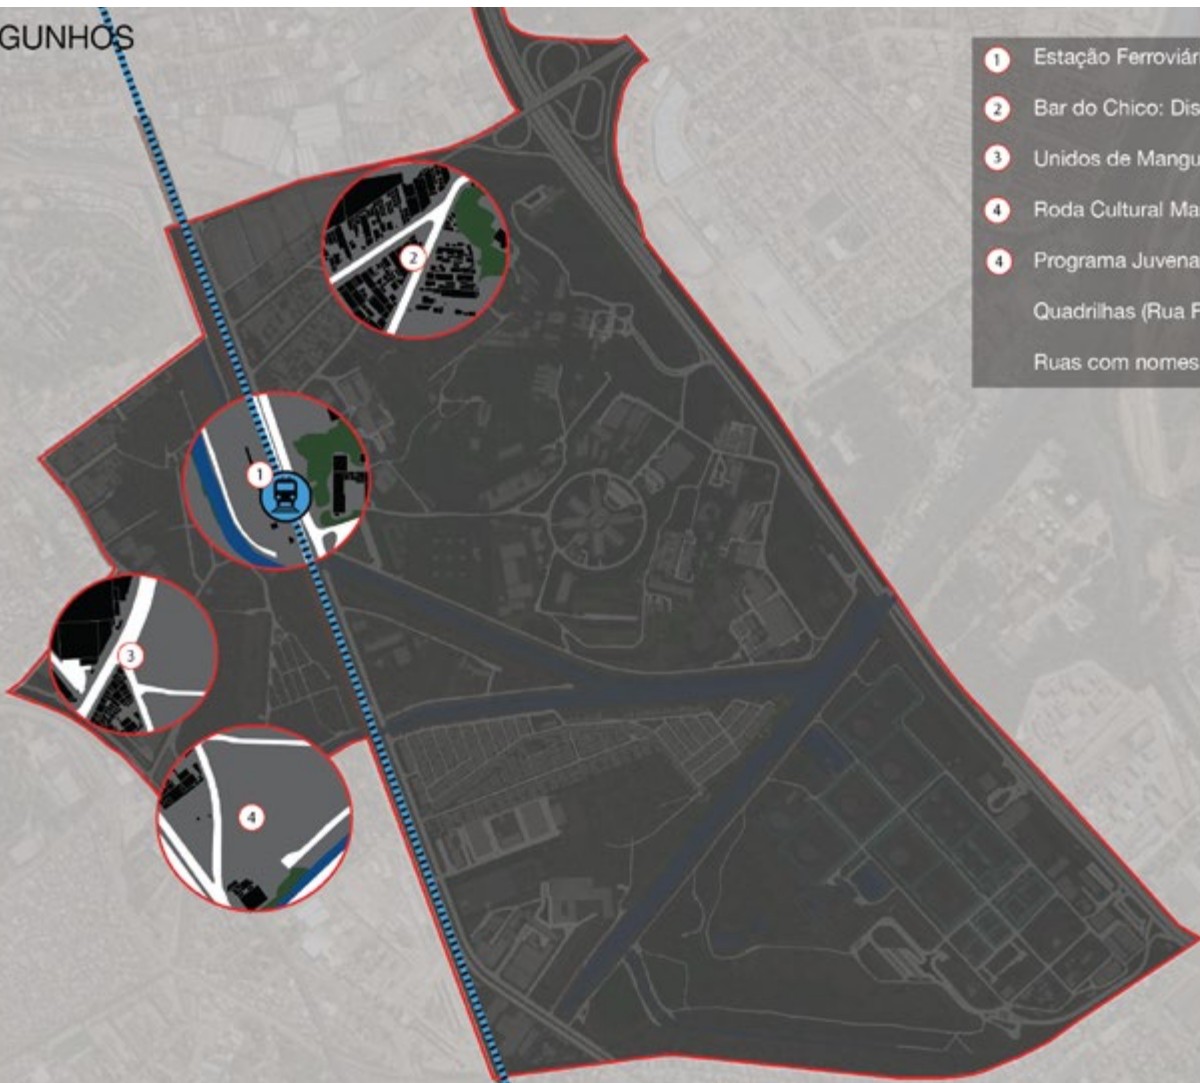 GUNHOS
1 Estação Ferroviár
2 Bar do Chico: Dis
3 Unidos de Mangu
4 Roda Cultural Ma
4 Programa Juvena
Quadrilhas (Rua F
Ruas com nomes
2
1
3
4